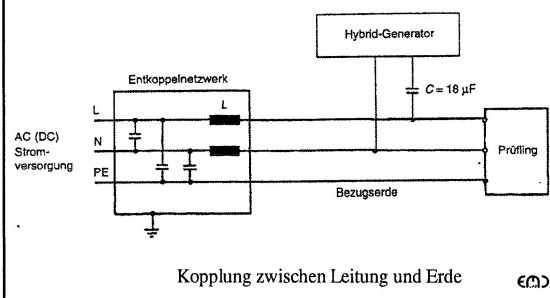 Hybrid-Generator
Entkoppelnetzwerk
L
C = 18 µF
L
AC (DC)
Strom-
versorgung
N
PE
Prüfling
Bezugserde
Kopplung zwischen Leitung und Erde